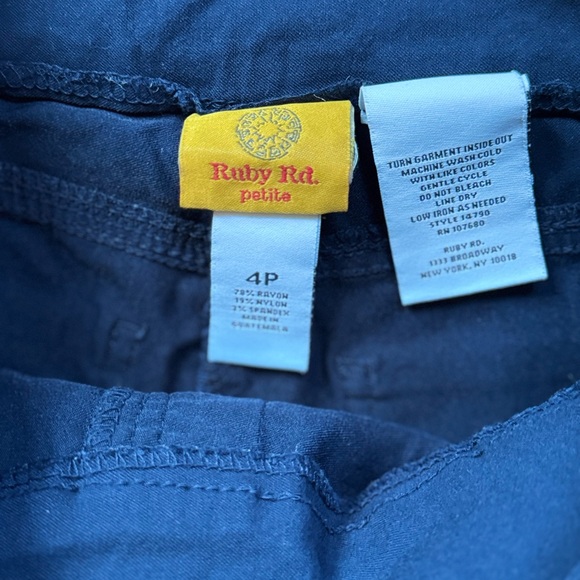 Ruby Rd.
petite
4P
78% RAYON
19% NYLON
3% SPANDEX
MADE IN
GUATEMALA
TURN GARMENT INSIDE OUT
MACHINE WASH COLD
WITH LIKE COLORS
GENTLE CYCLE
DO NOT BLEACH
LINE DRY
LOW IRON AS NEEDED
STYLE 14790
RN 107680
RUBY RD.
1333 BROADWAY
NEW YORK, NY 10018